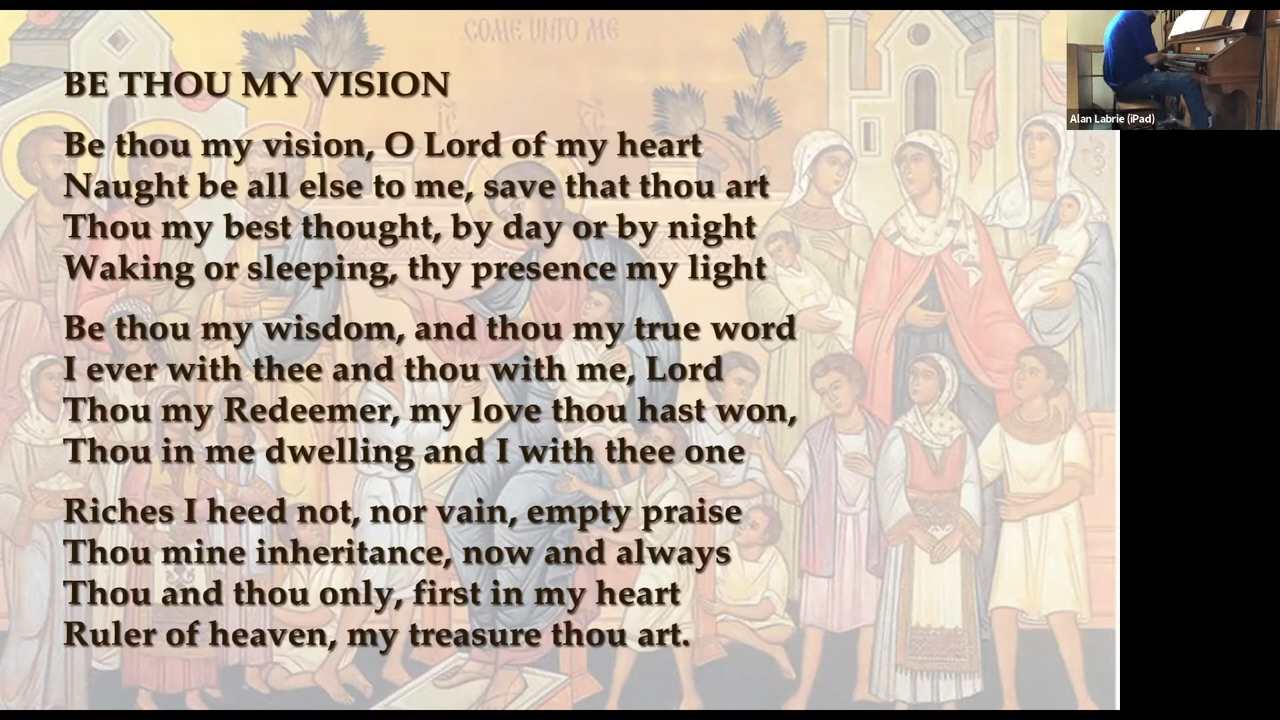 COME UNTO ME
BE THOU MY VISION
Be thou my vision, O Lord of my heart
Naught be all else to me, save that thou art
Thou my best thought, by day or by night
Waking or sleeping, thy presence my light
Be thou my wisdom, and thou my true word
I ever with thee and thou with me, Lord
Thou my Redeemer, my love thou hast won,
Thou in me dwelling and I with thee one
Riches I heed not, nor vain, empty praise
Thou mine inheritance, now and always
Thou and thou only, first in my heart
Ruler of heaven, my treasure thou art.
Alan Labrie (iPad)